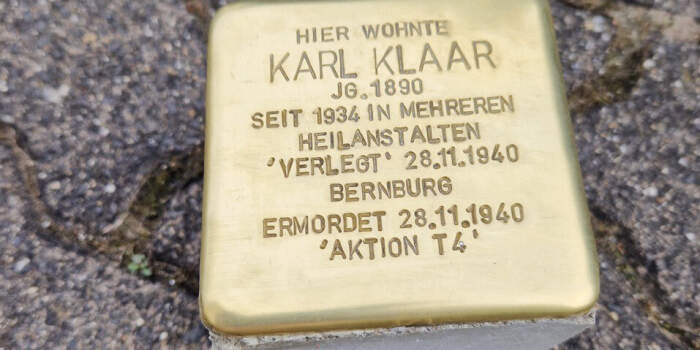 HIER WOHNTE
KARL KLAAR
JG. 1890
SEIT 1934 IN MEHREREN
HEILANSTALTEN
'VERLEGT' 28.11.1940
BERNBURG
ERMORDET 28.11.1940
'AKTION T4'